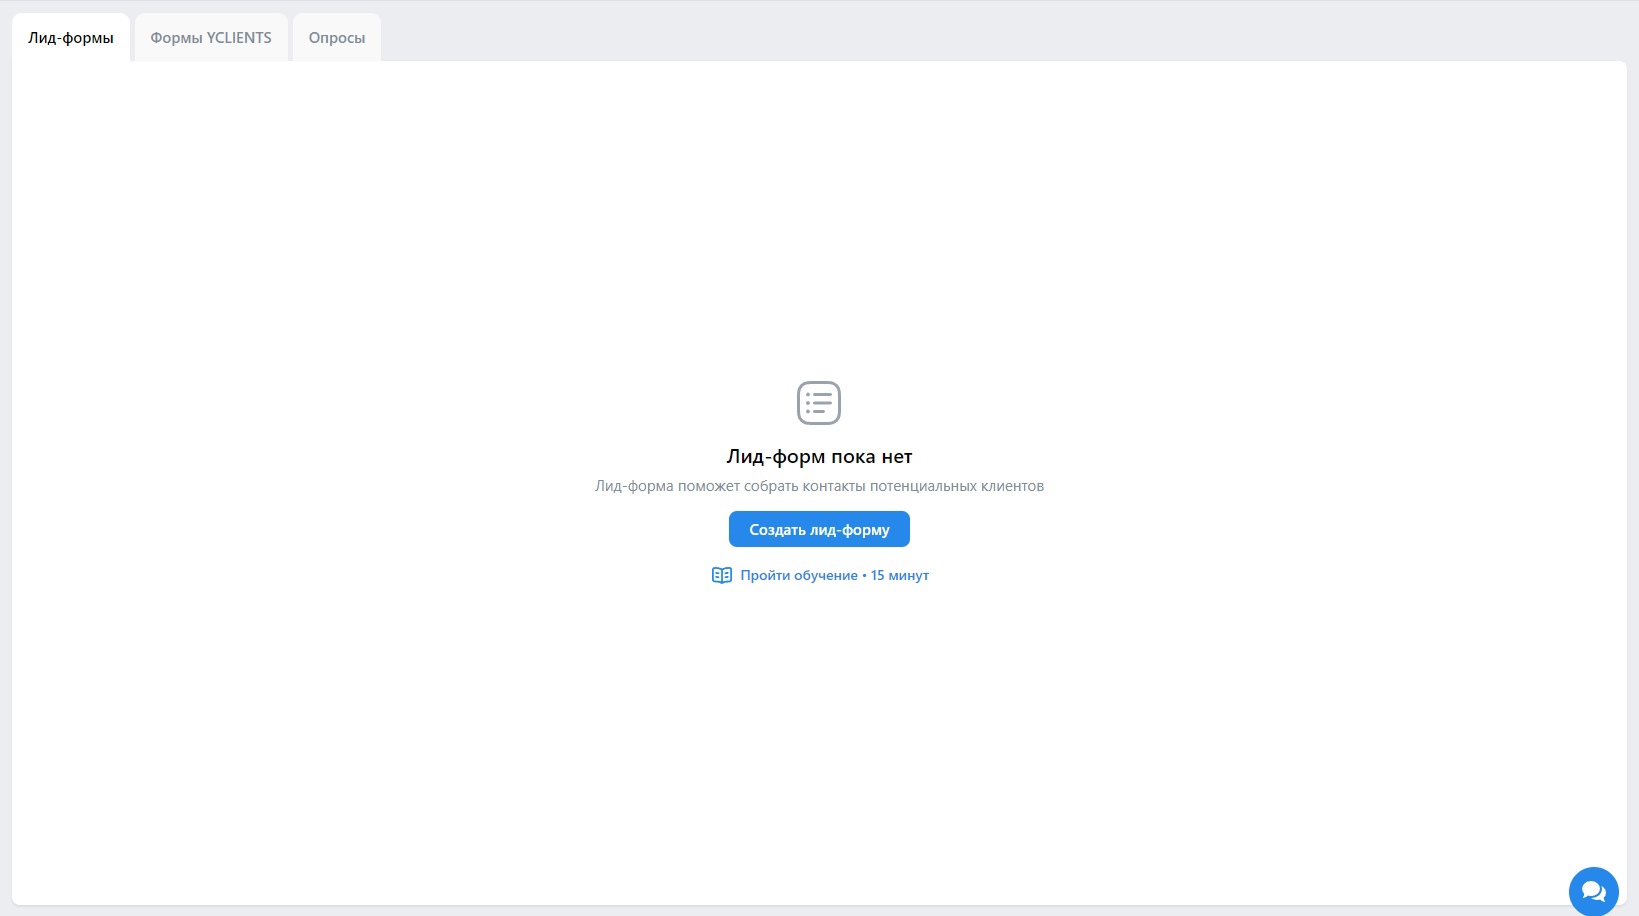 Лид-формы
Формы YCLIENTS
Опросы
Лид-форм пока нет
Лид-форма поможет собрать контакты потенциальных клиентов
Создать лид-форму
Пройти обучение • 15 минут